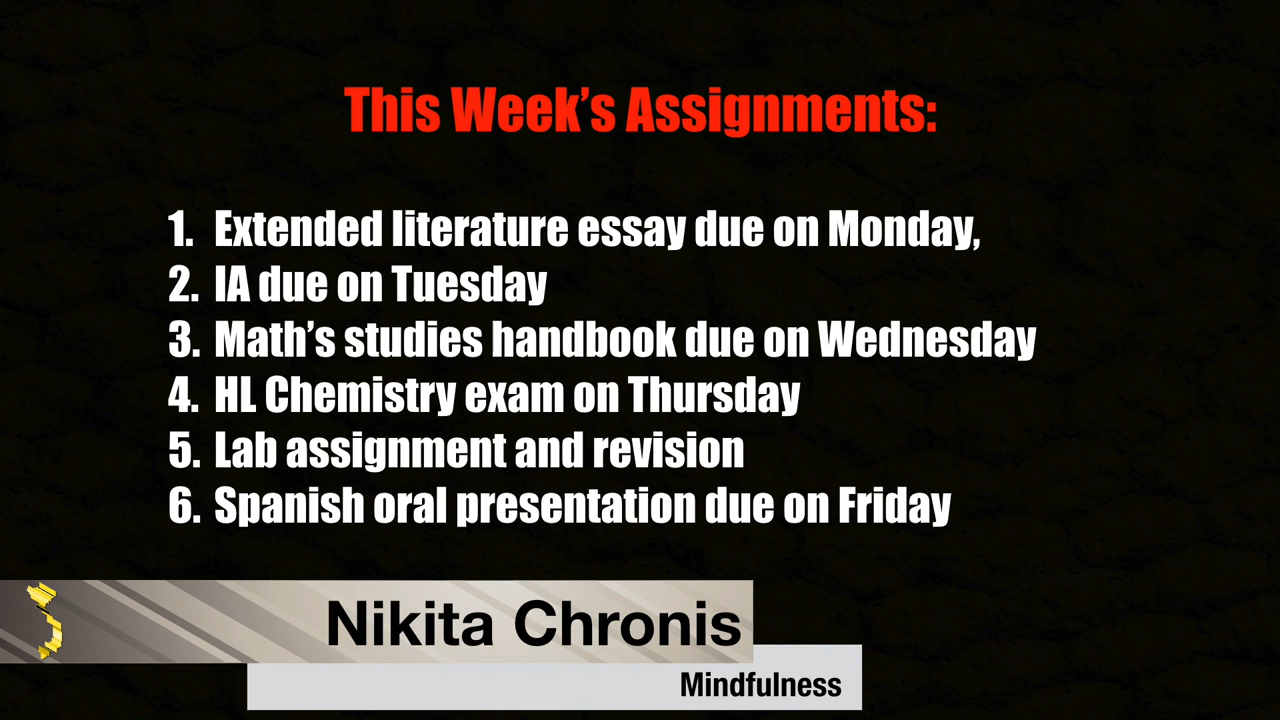 This Week’s Assignments:
1. Extended literature essay due on Monday,
2. IA due on Tuesday
3. Math’s studies handbook due on Wednesday
4. HL Chemistry exam on Thursday
5. Lab assignment and revision
6. Spanish oral presentation due on Friday
Nikita Chronis
Mindfulness